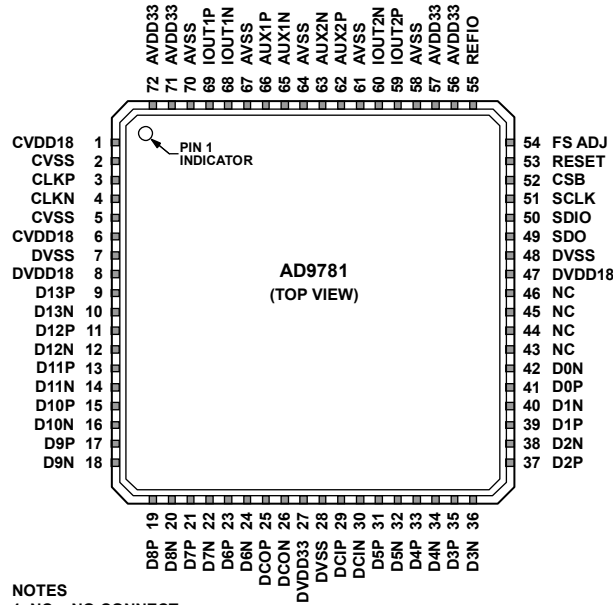 72 AVDD33
71 AVDD33
70 AVSS
69 IOUT1P
68 IOUT1N
67 AVSS
66 AUX1P
65 AUX1N
64 AVSS
63 AUX2N
62 AUX2P
61 AVSS
60 IOUT2N
59 IOUT2P
58 AVSS
57 AVDD33
56 AVDD33
55 REFIO
CVDD18 1
CVSS 2
CLKP 3
CLKN 4
CVSS 5
CVDD18 6
DVSS 7
DVDD18 8
D13P 9
D13N 10
D12P 11
D12N 12
D11P 13
D11N 14
D10P 15
D10N 16
D9P 17
D9N 18
PIN 1
INDICATOR
AD9781
(TOP VIEW)
54 FS ADJ
53 RESET
52 CSB
51 SCLK
50 SDIO
49 SDO
48 DVSS
47 DVDD18
46 NC
45 NC
44 NC
43 NC
42 D0N
41 D0P
40 D1N
39 D1P
38 D2N
37 D2P
D8P 19
D8N 20
D7P 21
D7N 22
D6P 23
D6N 24
DCOP 25
DCON 26
DVDD33 27
DVSS 28
DCIP 29
DCIN 30
D5P 31
D5N 32
D4P 33
D4N 34
D3P 35
D3N 36
NOTES